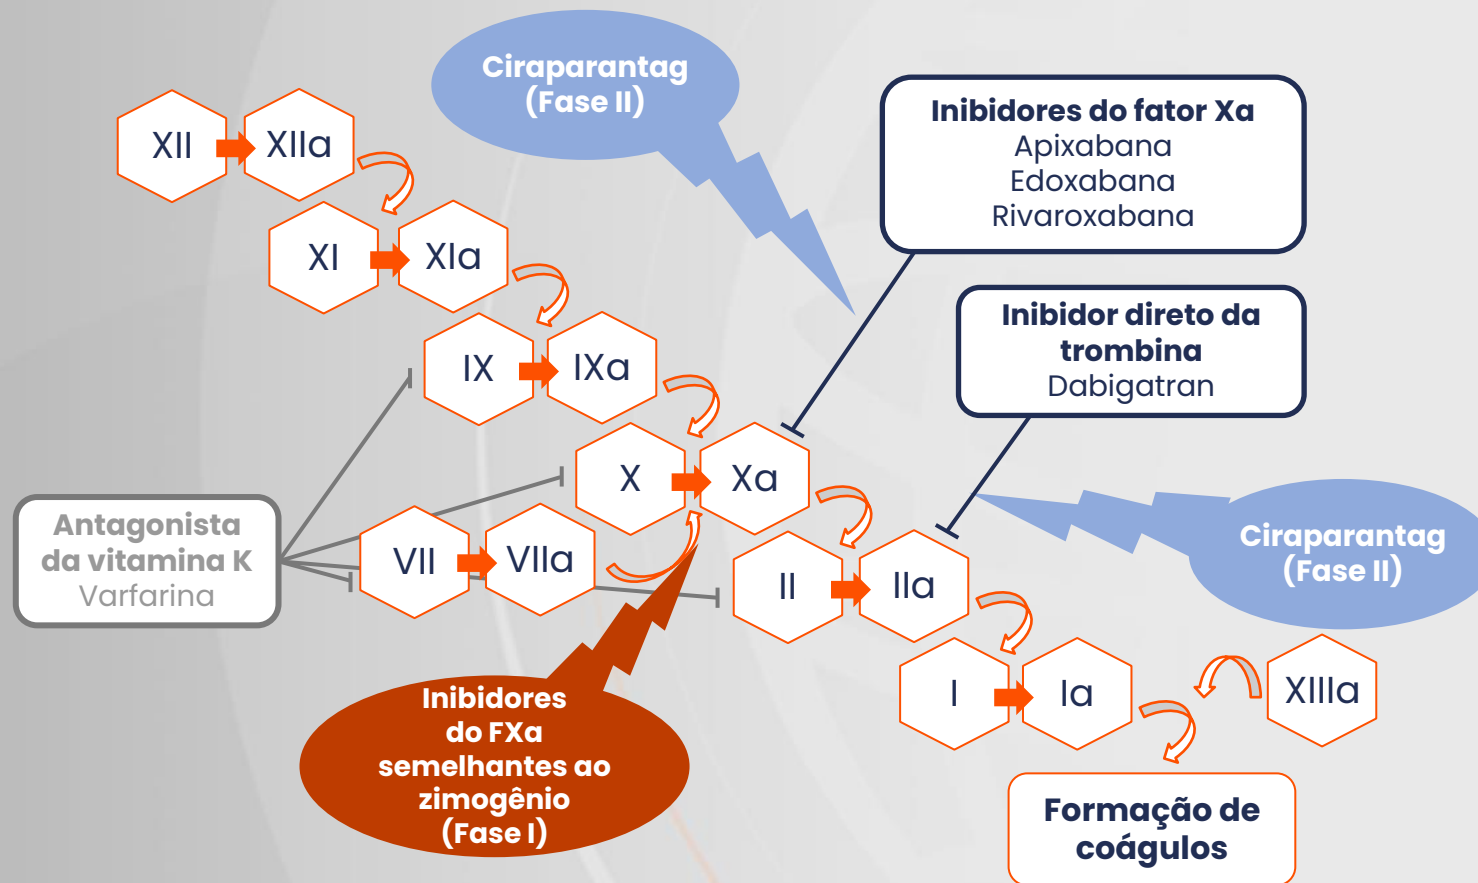 Ciraparantag
(Fase II)
Inibidores do fator Xa
Apixabana
Edoxabana
Rivaroxabana
XII
XIIa
XI
XIa
Inibidor direto da
trombina
Dabigatran
IX
IXa
X
Xa
Antagonista
da vitamina K
Varfarina
VII
VIIa
II
IIa
Ciraparantag
(Fase II)
I
Ia
XIIIa
Inibidores
do FXa
semelhantes ao
zimogênio
(Fase I)
Formação de
coágulos